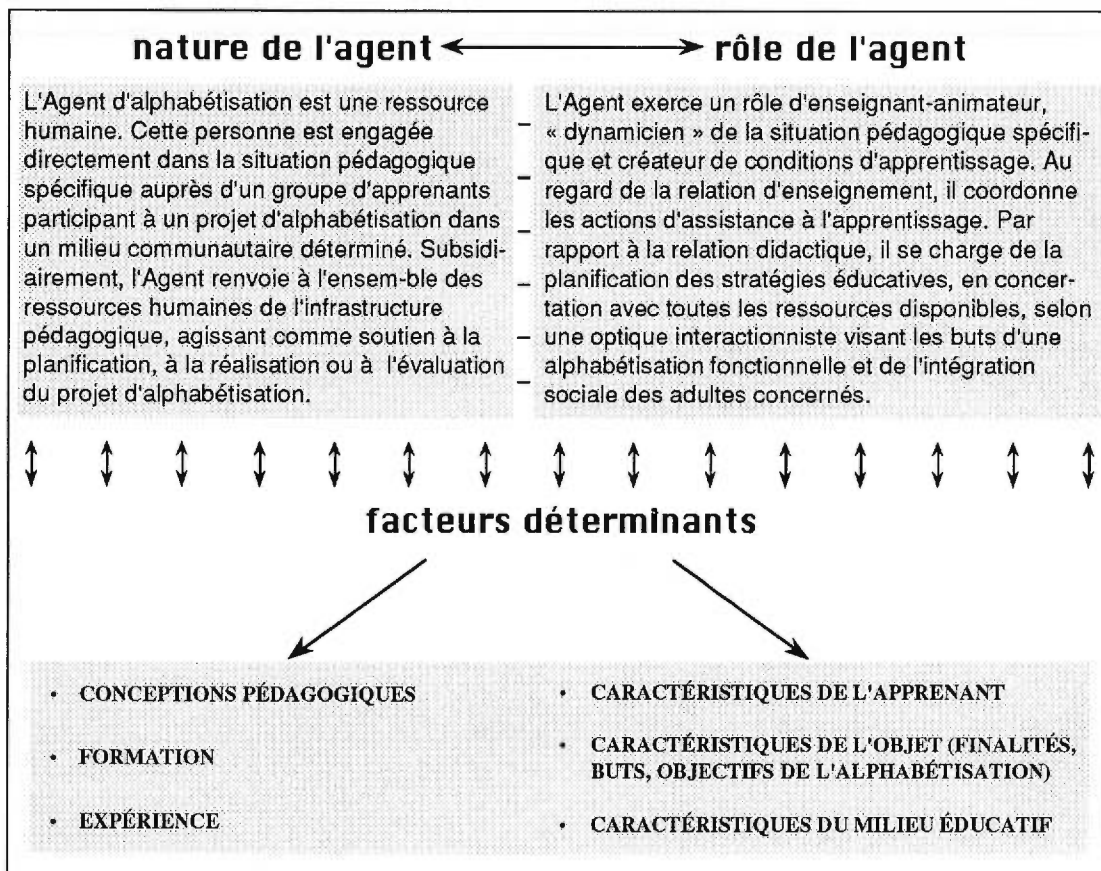 nature de l'agent rôle de l'agent
L'Agent d'alphabétisation est une ressource
humaine. Cette personne est engagée
directement dans la situation pédagogique
spécifique auprès d'un groupe d'apprenants
participant à un projet d'alphabétisation dans
un milieu communautaire déterminé. Subsidi-
airement, l'Agent renvoie à l'ensem-ble des
ressources humaines de l'infrastructure
pédagogique, agissant comme soutien à la
planification, à la réalisation ou à l'évaluation
du projet d'alphabétisation.
L'Agent exerce un rôle d'enseignant-animateur,
« dynamicien » de la situation pédagogique spécifi-
que et créateur de conditions d'apprentissage. Au
regard de la relation d'enseignement, il coordonne
les actions d'assistance à l'apprentissage. Par
rapport à la relation didactique, il se charge de la
planification des stratégies éducatives, en concer-
tation avec toutes les ressources disponibles, selon
une optique interactionniste visant les buts d'une
alphabétisation fonctionnelle et de l'intégration
sociale des adultes concernés.
facteurs déterminants
• CONCEPTIONS PÉDAGOGIQUES
• FORMATION
• EXPÉRIENCE
• CARACTÉRISTIQUES DE L'APPRENANT
• CARACTÉRISTIQUES DE L'OBJET (FINALITÉS,
BUTS, OBJECTIFS DE L'ALPHABÉTISATION)
• CARACTÉRISTIQUES DU MILIEU ÉDUCATIF